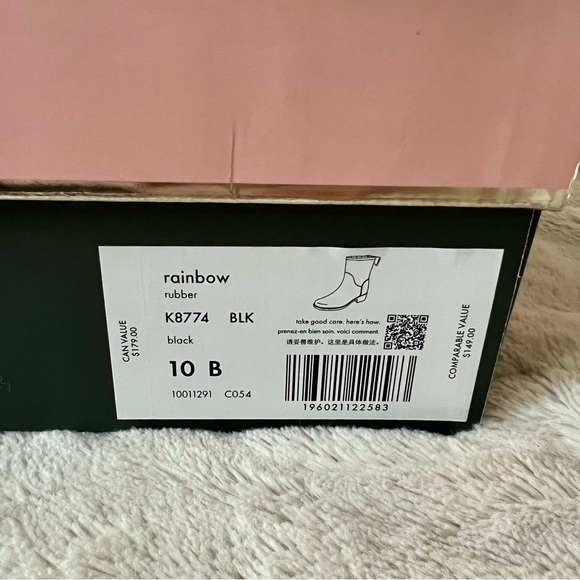 CAN.VALUE
$179.00
rainbow
rubber
K8774 BLK
black
10 B
10011291 C054
take good care. here's how.
prenez-en bien soin. voici comment.
请妥善维护。这里是具体做法。
196021122583
COMPARABLE VALUE
$149.00